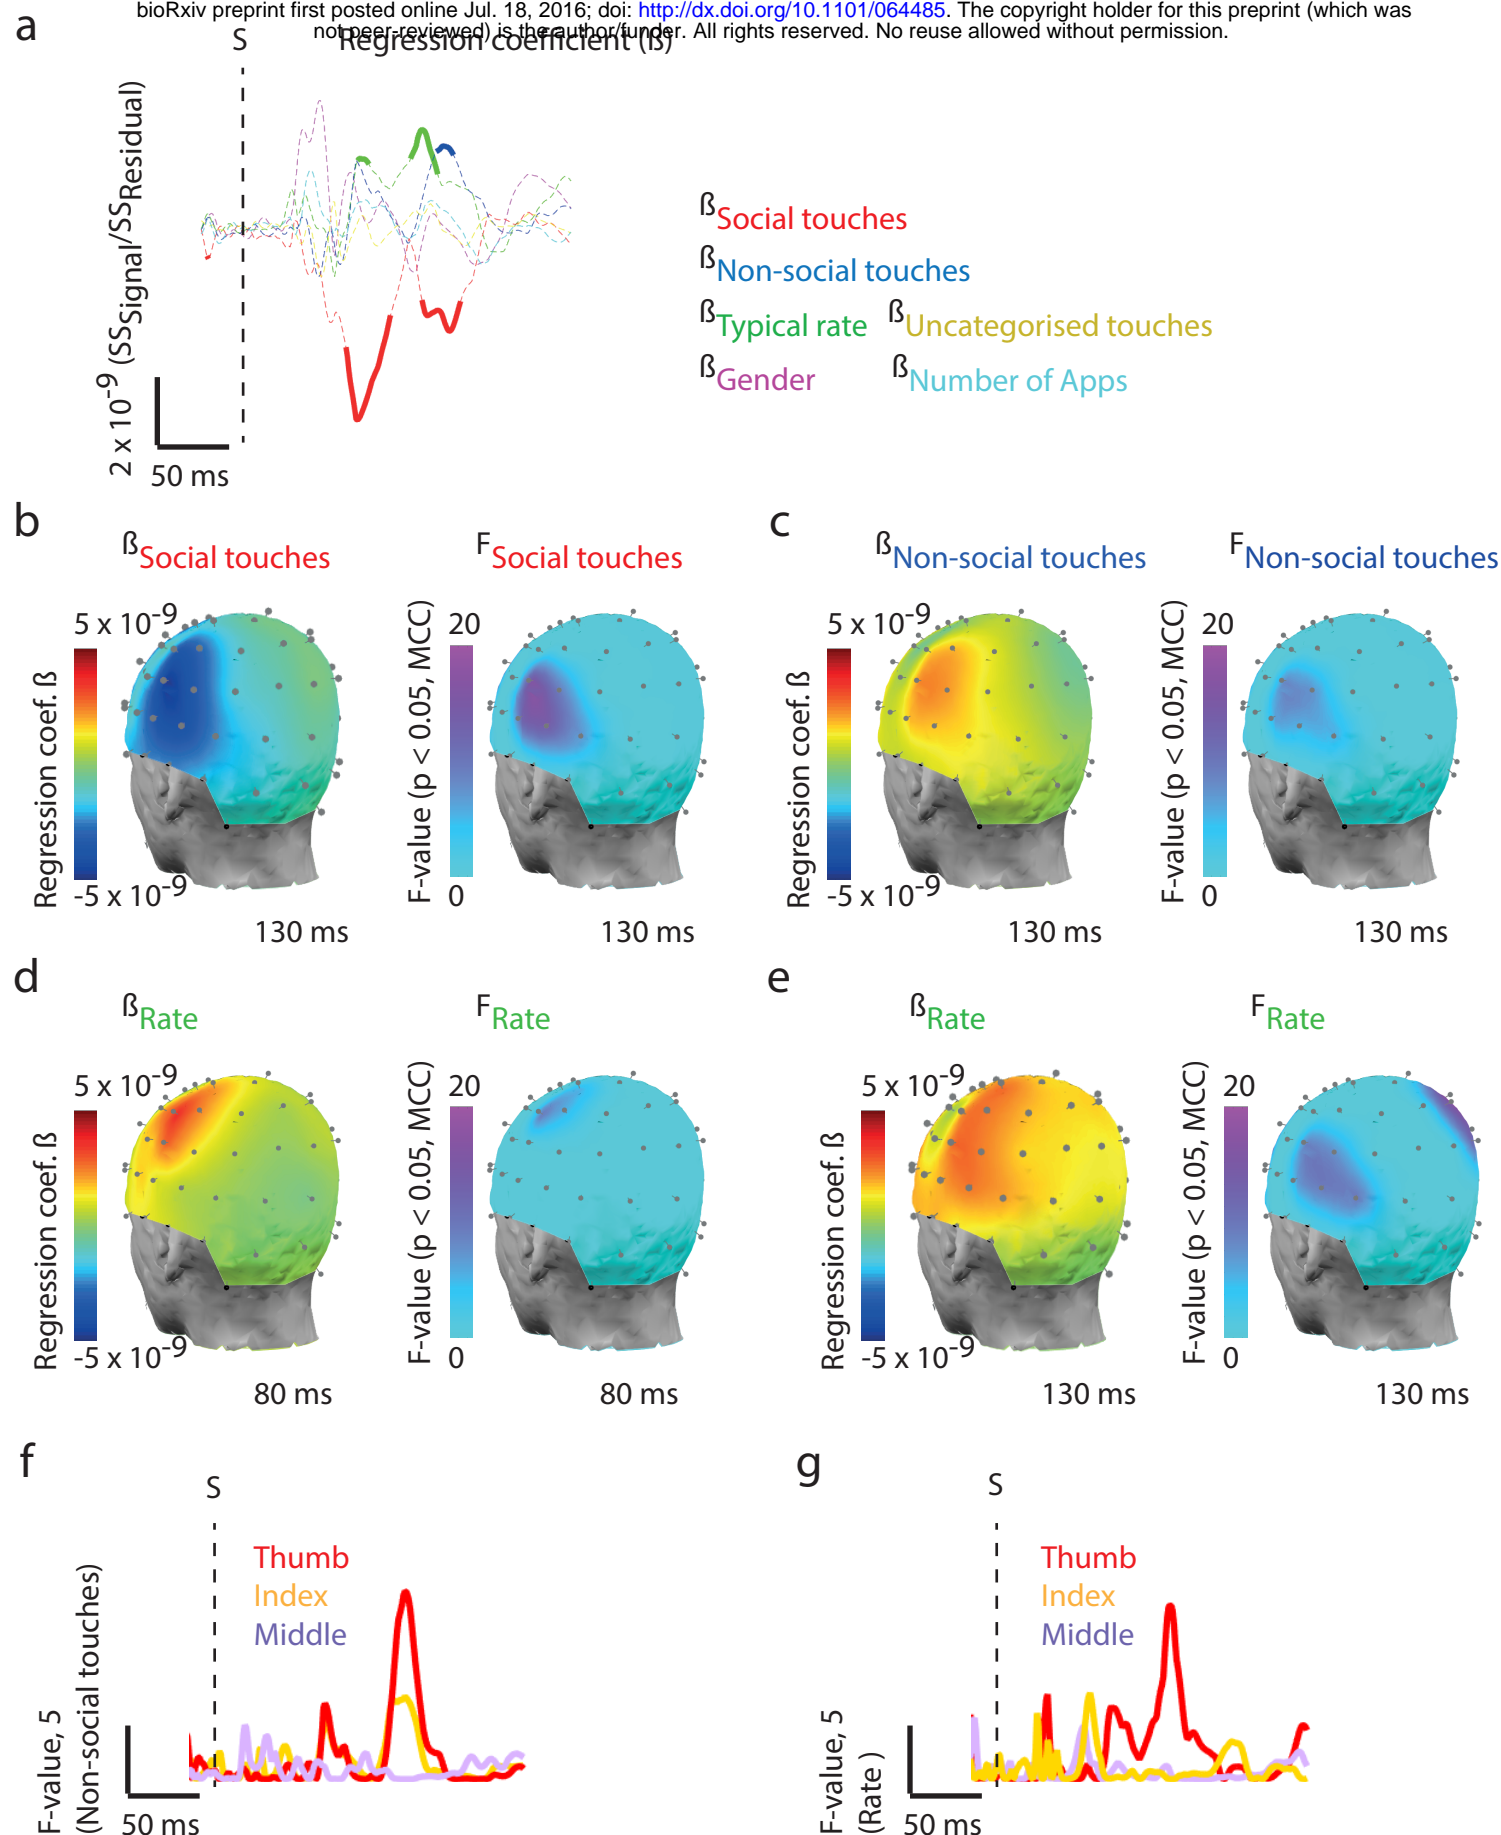 bioRxiv preprint first posted online Jul. 18, 2016; doi: http://dx.doi.org/10.1101/064485. The copyright holder for this preprint (which was
not peer-reviewed) is the author/funder. All rights reserved. No reuse allowed without permission.
a
S
Regression coefficient (ß)
2 x 10-9 (SSSignal/SSResidual)
50 ms
ßSocial touches
ßNon-social touches
ßTypical rate ßUncategorised touches
ßGender ßNumber of Apps
b
ßSocial touches
FSocial touches
5 x 10-9
Regression coef. ß
-5 x 10-9
130 ms
20
F-value (p < 0.05, MCC)
0
130 ms
c
ßNon-social touches
FNon-social touches
5 x 10-9
Regression coef. ß
-5 x 10-9
130 ms
20
F-value (p < 0.05, MCC)
0
130 ms
d
ßRate
FRate
5 x 10-9
Regression coef. ß
-5 x 10-9
80 ms
20
F-value (p < 0.05, MCC)
0
80 ms
e
ßRate
FRate
5 x 10-9
Regression coef. ß
-5 x 10-9
130 ms
20
F-value (p < 0.05, MCC)
0
130 ms
f
S
Thumb
Index
Middle
F-value, 5
(Non-social touches)
50 ms
g
S
Thumb
Index
Middle
F-value, 5
(Rate )
50 ms